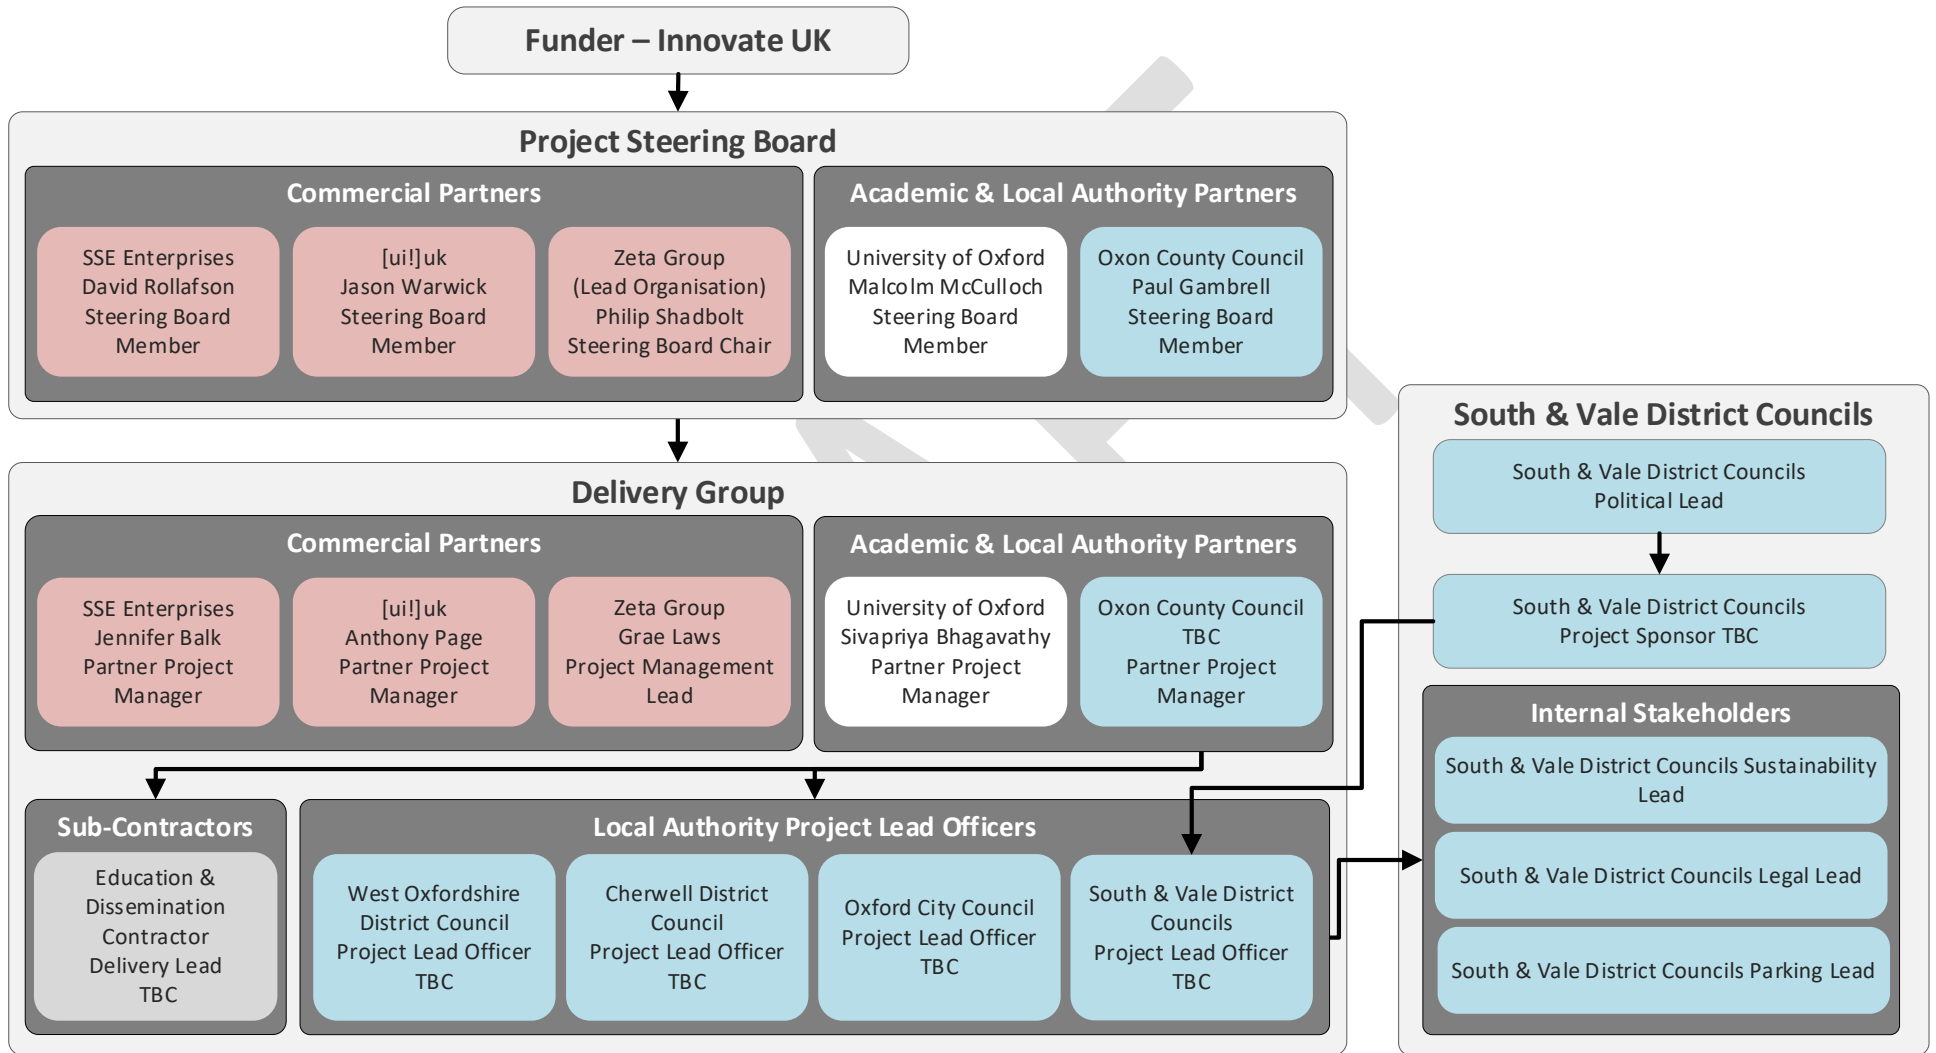 Funder – Innovate UK
Project Steering Board
Commercial Partners
SSE Enterprises
David Rollafson
Steering Board
Member
[ui!]uk
Jason Warwick
Steering Board
Member
Zeta Group
(Lead Organisation)
Philip Shadbolt
Steering Board Chair
Academic & Local Authority Partners
University of Oxford
Malcolm McCulloch
Steering Board
Member
Oxon County Council
Paul Gambrell
Steering Board
Member
Delivery Group
Commercial Partners
SSE Enterprises
Jennifer Balk
Partner Project
Manager
[ui!]uk
Anthony Page
Partner Project
Manager
Zeta Group
Grae Laws
Project Management
Lead
Academic & Local Authority Partners
University of Oxford
Sivapriya Bhagavathy
Partner Project
Manager
Oxon County Council
TBC
Partner Project
Manager
Sub-Contractors
Education &
Dissemination
Contractor
Delivery Lead
TBC
Local Authority Project Lead Officers
West Oxfordshire
District Council
Project Lead Officer
TBC
Cherwell District
Council
Project Lead Officer
TBC
Oxford City Council
Project Lead Officer
TBC
South & Vale District
Councils
Project Lead Officer
TBC
South & Vale District Councils
South & Vale District Councils
Political Lead
South & Vale District Councils
Project Sponsor TBC
Internal Stakeholders
South & Vale District Councils Sustainability
Lead
South & Vale District Councils Legal Lead
South & Vale District Councils Parking Lead